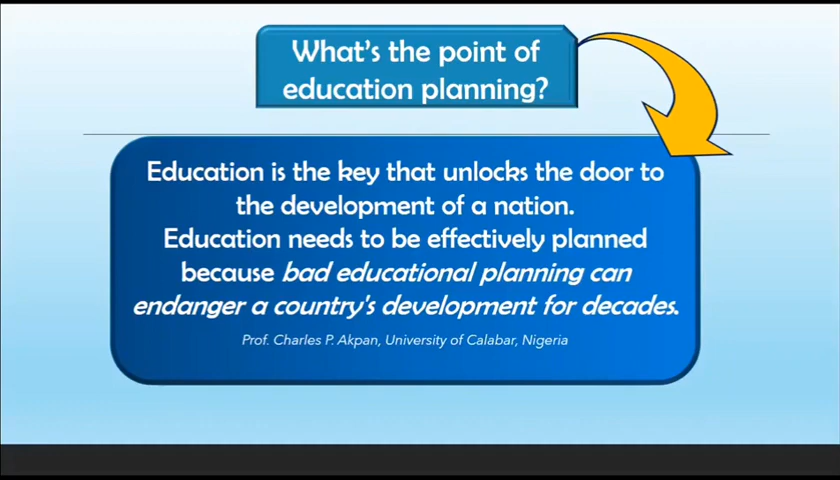 What's the point of
education planning?
Education is the key that unlocks the door to
the development of a nation.
Education needs to be effectively planned
because bad educational planning can
endanger a country's development for decades.
Prof. Charles P. Akpan, University of Calabar, Nigeria